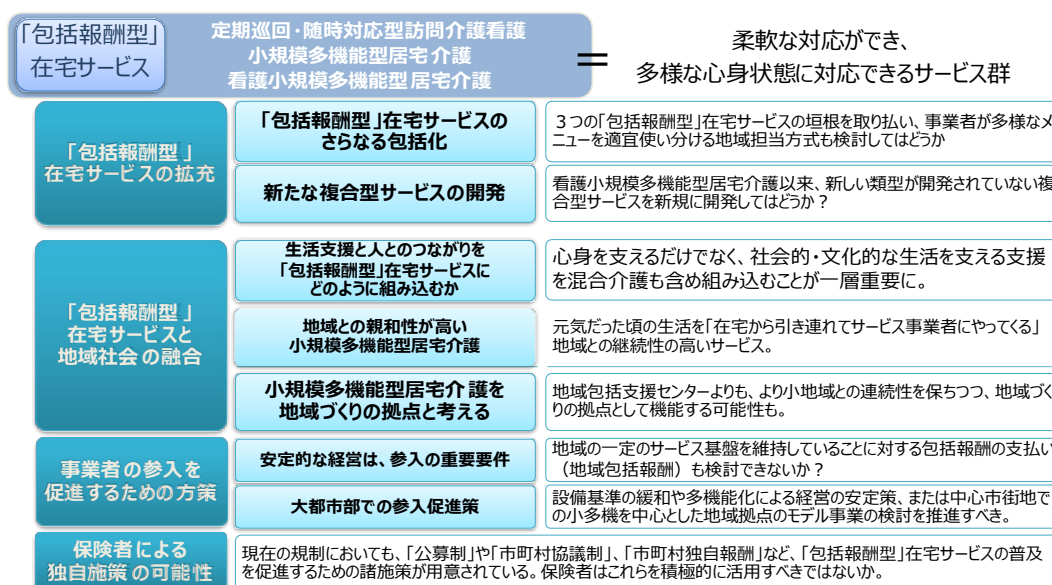 「包括報酬型」
在宅サービス
定期巡回・随時対応型訪問介護看護
小規模多機能型居宅介護
看護小規模多機能型居宅介護
=
柔軟な対応ができ、
多様な心身状態に対応できるサービス群
「包括報酬型」
在宅サービスの拡充
「包括報酬型」在宅サービスの
さらなる包括化
３つの「包括報酬型」在宅サービスの垣根を取り払い、事業者が多様なメ
ニューを適宜使い分ける地域担当方式も検討してはどうか
新たな複合型サービスの開発
看護小規模多機能型居宅介護以来、新しい類型が開発されていない複
合型サービスを新規に開発してはどうか？
「包括報酬型」
在宅サービスと
地域社会の融合
生活支援と人とのつながりを
「包括報酬型」在宅サービスに
どのように組み込むか
心身を支えるだけでなく、社会的・文化的な生活を支える支援
を混合介護も含め組み込むことが一層重要に。
地域との親和性が高い
小規模多機能型居宅介護
元気だった頃の生活を「在宅から引き連れてサービス事業者にやってくる」
地域との継続性の高いサービス。
小規模多機能型居宅介護を
地域づくりの拠点と考える
地域包括支援センターよりも、より小地域との連続性を保ちつつ、地域づく
りの拠点として機能する可能性も。
事業者の参入を
促進するための方策
安定的な経営は、参入の重要要件
地域の一定のサービス基盤を維持していることに対する包括報酬の支払い
（地域包括報酬）も検討できないか？
大都市部での参入促進策
設備基準の緩和や多機能化による経営の安定策、または中心市街地で
の小多機を中心とした地域拠点のモデル事業の検討を推進すべき。
保険者による
独自施策の可能性
現在の規制においても、「公募制」や「市町村協議制」、「市町村独自報酬」など、「包括報酬型」在宅サービスの普及
を促進するための諸施策が用意されている。保険者はこれらを積極的に活用すべきではないか。